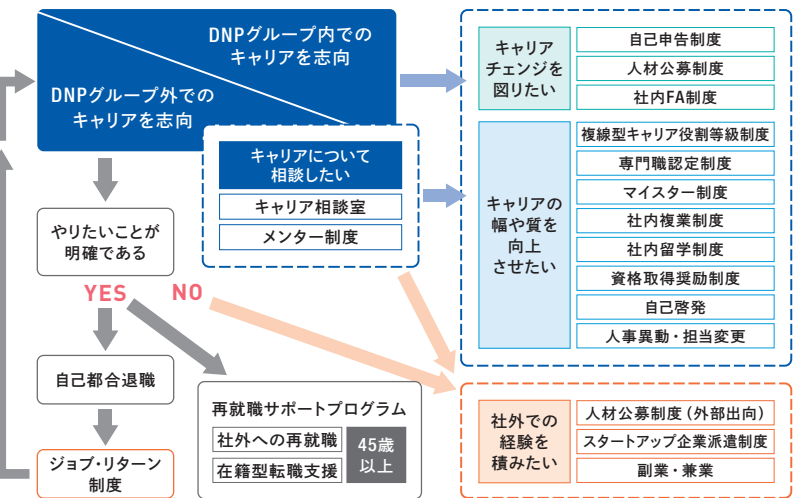 DNPグループ内での
キャリアを志向
DNPグループ外での
キャリアを志向
キャリアについて
相談したい
キャリア相談室
メンター制度
やりたいことが
明確である
YES
NO
自己都合退職
ジョブ・リターン
制度
再就職サポートプログラム
社外への再就職
在籍型転職支援
45歳
以上
キャリア
チェンジを
図りたい
自己申告制度
人材公募制度
社内FA制度
キャリアの
幅や質を
向上
させたい
複線型キャリア役割等級制度
専門職認定制度
マイスター制度
社内複業制度
社内留学制度
資格取得奨励制度
自己啓発
人事異動・担当変更
社外での
経験を
積みたい
人材公募制度（外部出向）
スタートアップ企業派遣制度
副業・兼業